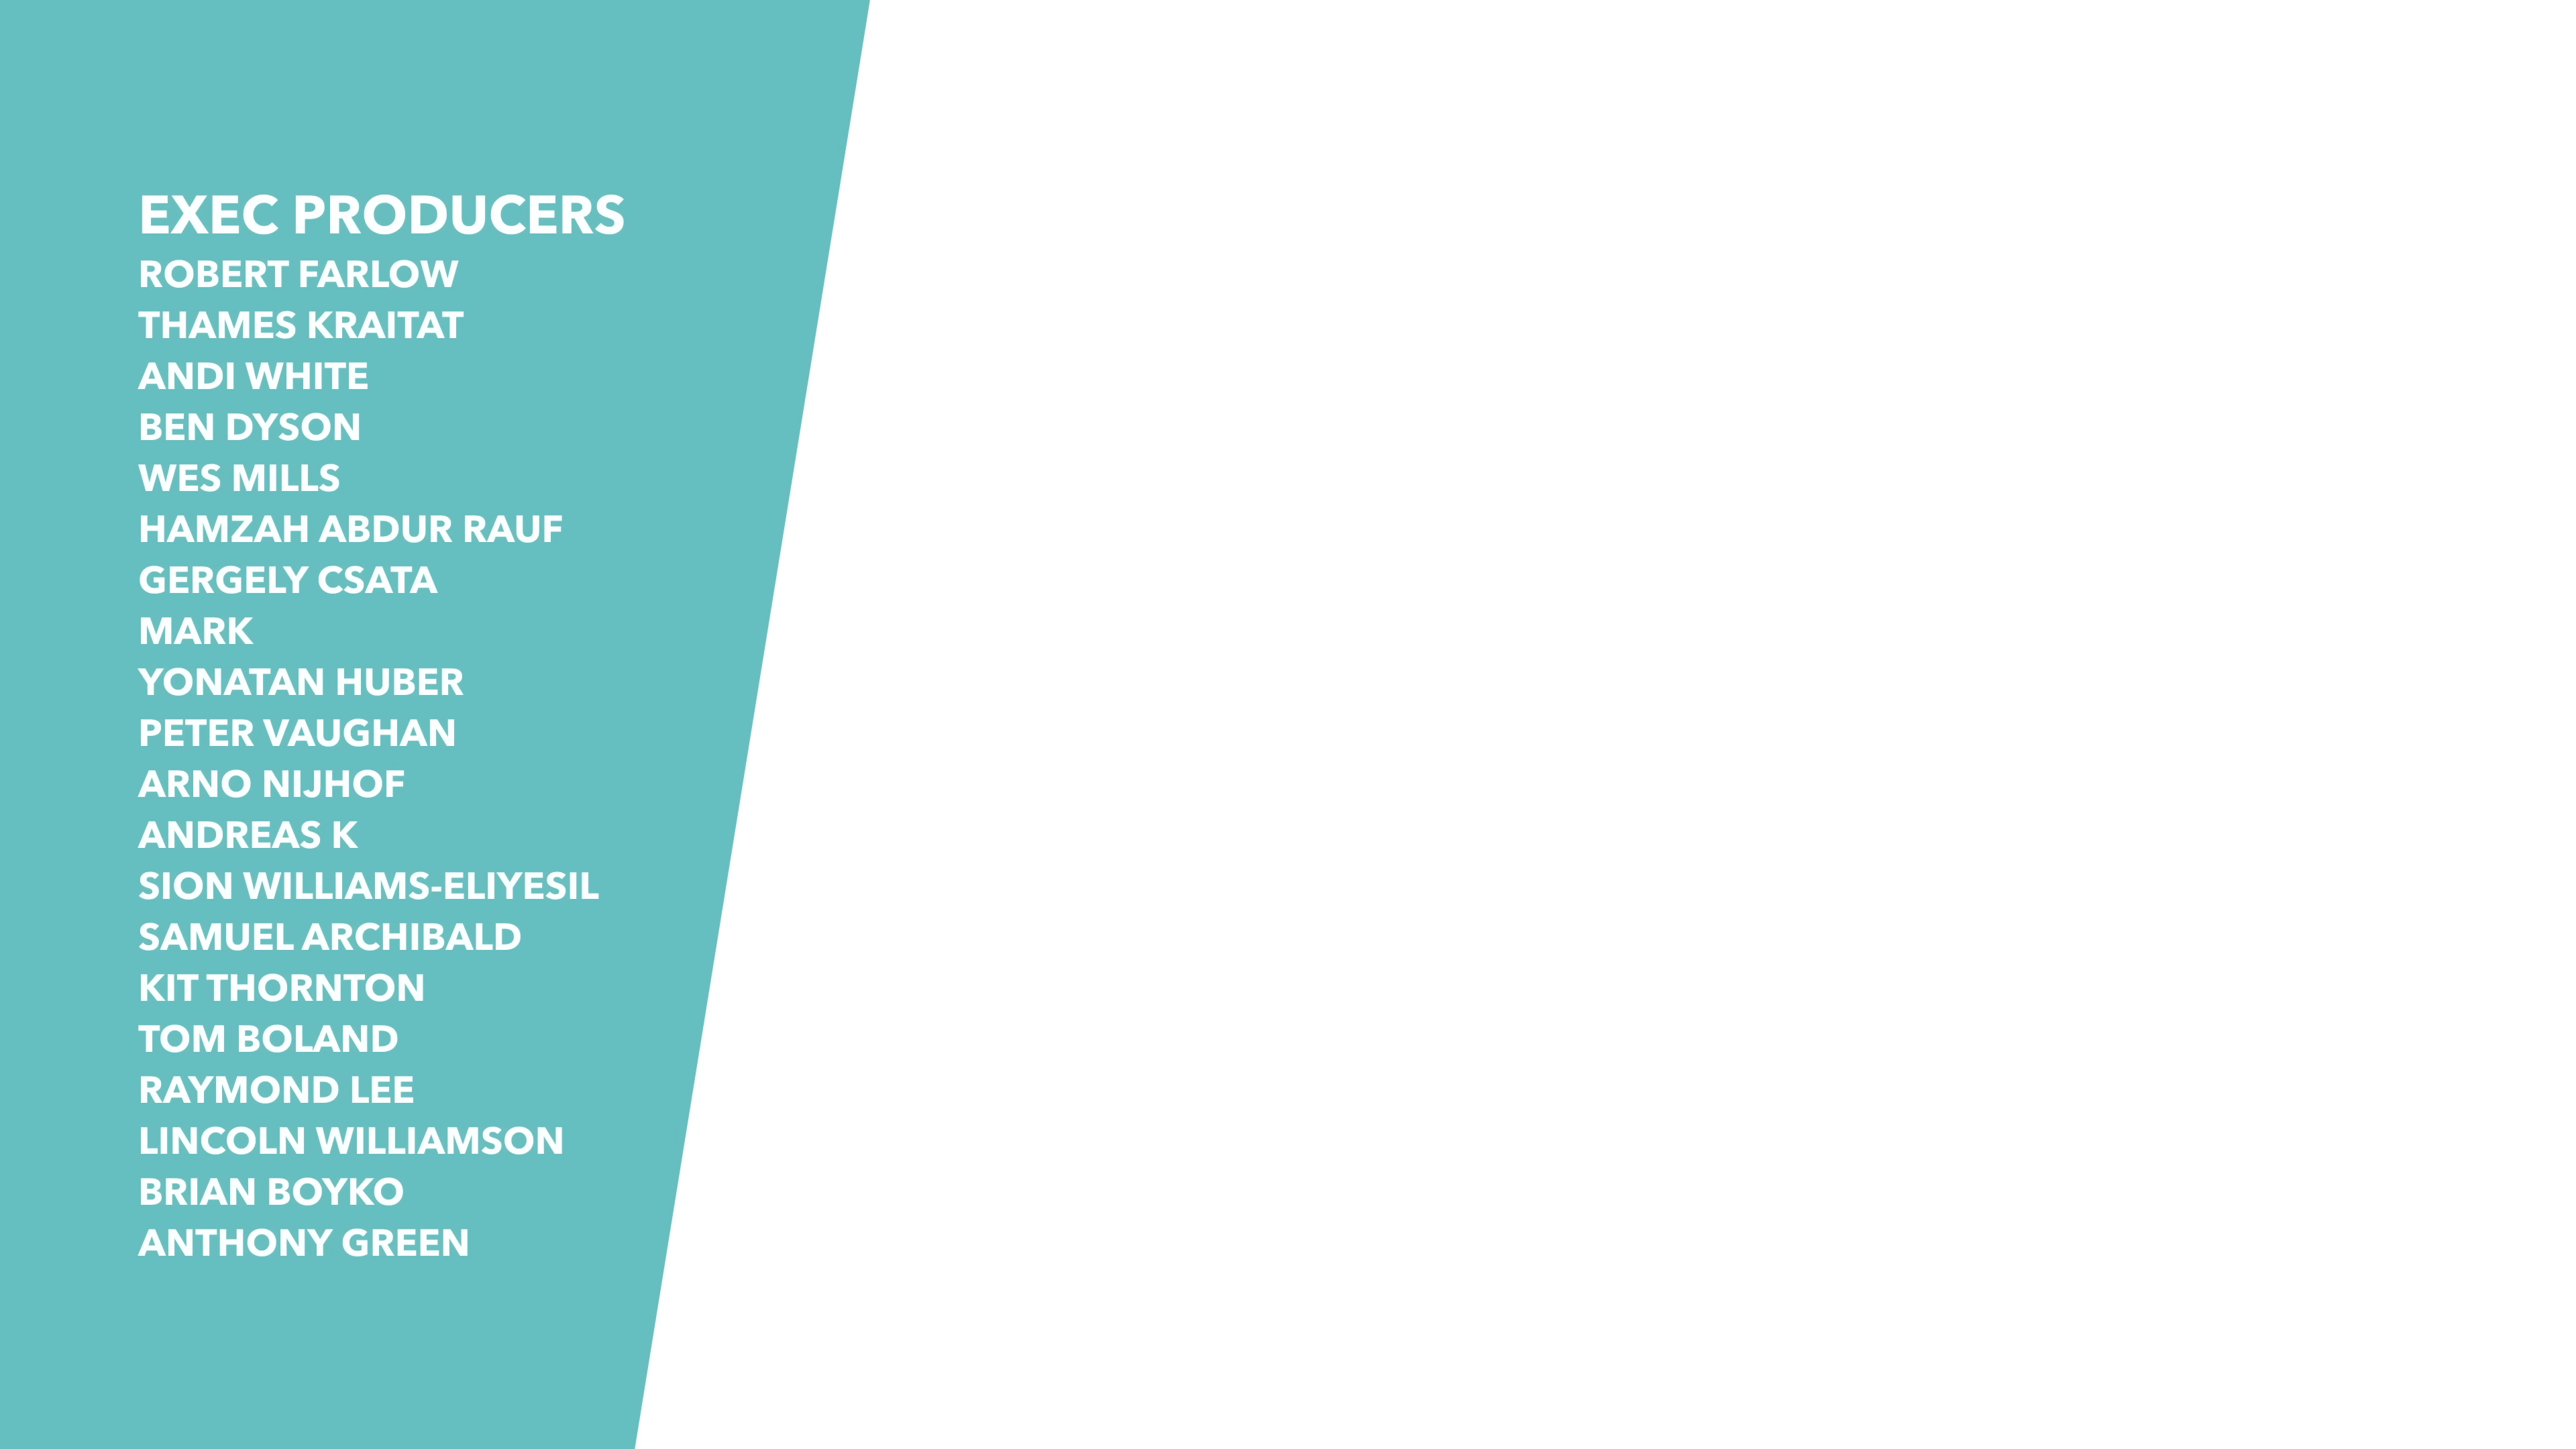 EXEC PRODUCERS
ROBERT FARLOW
THAMES KRAITAT
ANDI WHITE
BEN DYSON
WES MILLS
HAMZAH ABDUR RAUF
GERGELY CSATA
MARK
YONATAN HUBER
PETER VAUGHAN
ARNO NIJHOF
ANDREAS K
SION WILLIAMS-ELIYESIL
SAMUEL ARCHIBALD
KIT THORNTON
TOM BOLAND
RAYMOND LEE
LINCOLN WILLIAMSON
BRIAN BOYKO
ANTHONY GREEN